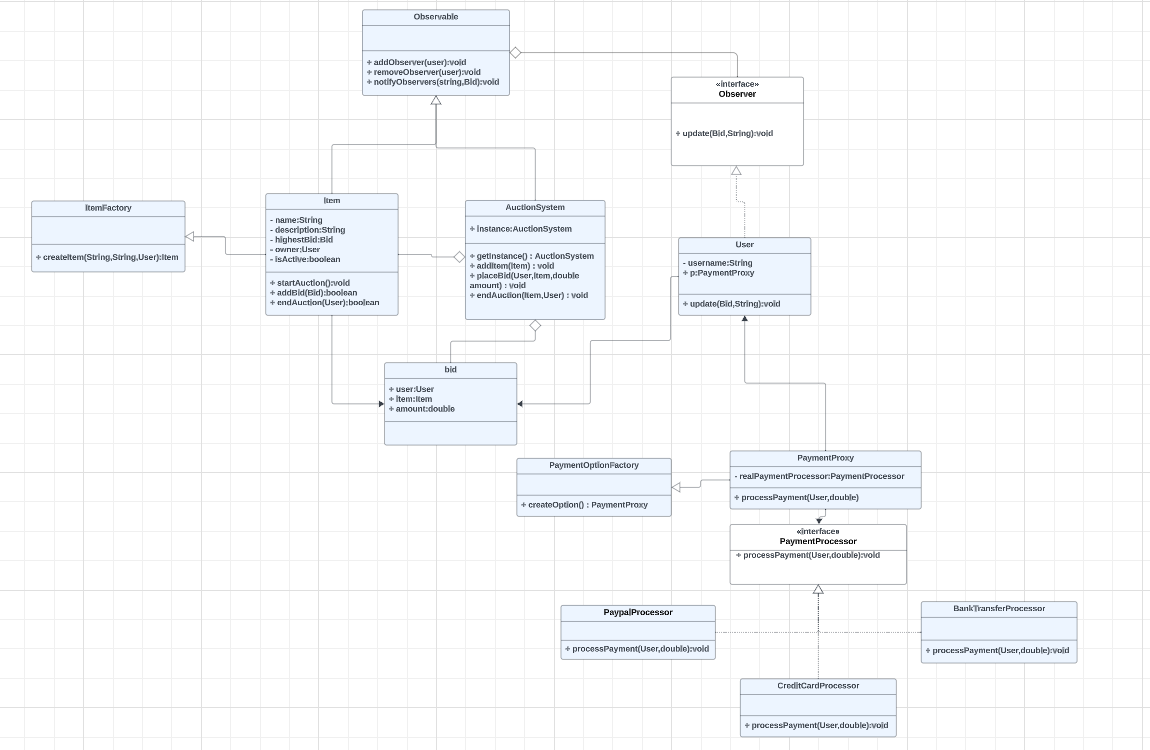 Observable
+ addObserver(user):void
+ removeObserver(user):void
+ notifyObservers(string,Bid):void
«interface»
Observer
+ update(Bid,String):void
ItemFactory
+ createItem(String,String,User):Item
Item
- name:String
- description:String
- highestBid:Bid
- owner:User
- isActive:boolean
+ startAuction():void
+ addBid(Bid):boolean
+ endAuction(User):boolean
AuctionSystem
+ instance:AuctionSystem
+ getInstance() : AuctionSystem
+ addItem(Item) : void
+ placeBid(User,Item,double
amount) : void
+ endAuction(Item,User) : void
User
- username:String
+ p:PaymentProxy
+ update(Bid,String):void
bid
+ user:User
+ item:Item
+ amount:double
PaymentOptionFactory
+ createOption() : PaymentProxy
PaymentProxy
- realPaymentProcessor:PaymentProcessor
+ processPayment(User,double)
«interface»
PaymentProcessor
+ processPayment(User,double):void
PaypalProcessor
+ processPayment(User,double):void
BankTransferProcessor
+ processPayment(User,double):void
CreditCardProcessor
+ processPayment(User,double):void